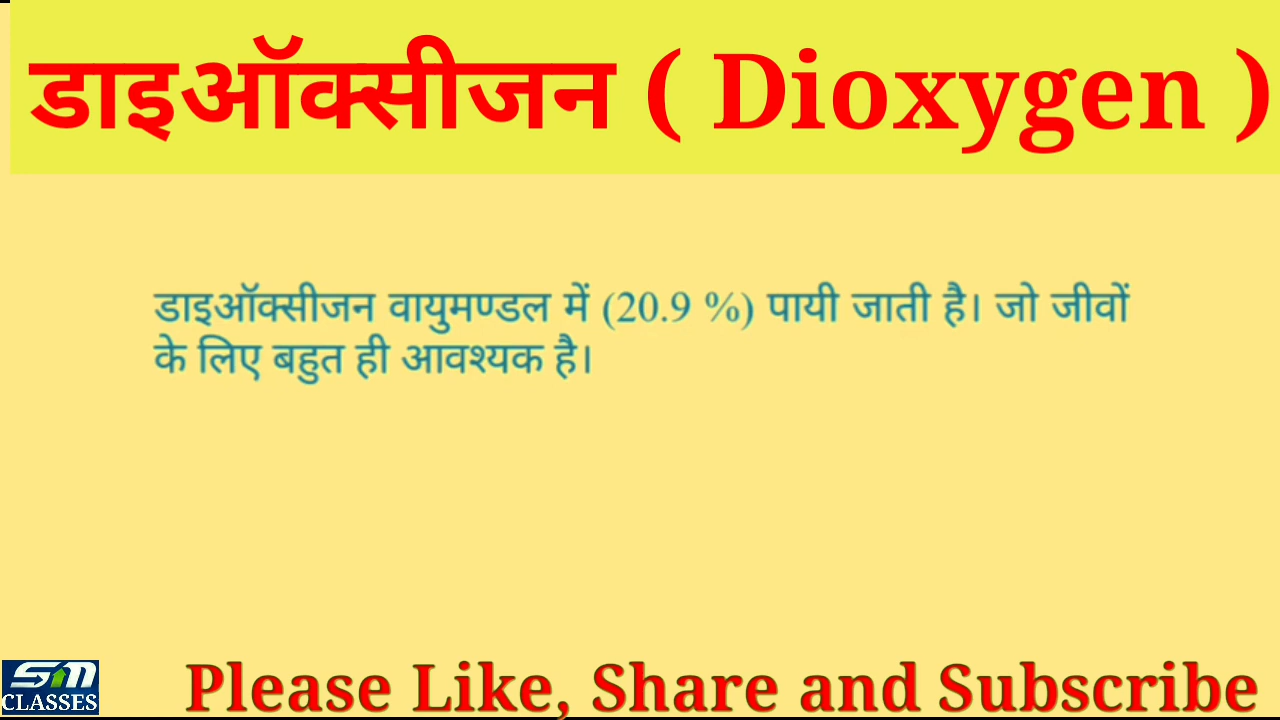 डाइऑक्सीजन ( Dioxygen )
डाइऑक्सीजन वायुमण्डल में (20.9 %) पायी जाती है। जो जीवों
के लिए बहुत ही आवश्यक है।
SM
CLASSES
Please Like, Share and Subscribe